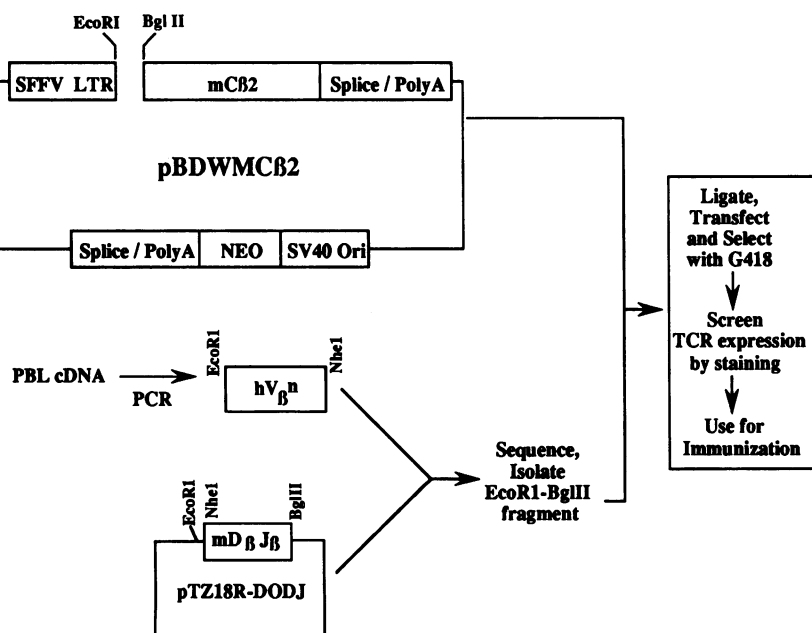 EcoRI
Bgl II
SFFV LTR
mCß2
Splice / PolyA
pBDWMCß2
Splice / PolyA
NEO
SV40 Ori
Ligate,
Transfect
and Select
with G418
Screen
TCR expression
by staining
Use for
Immunization
PBL cDNA
PCR
EcoR1
Nhe1
hVßn
Sequence,
Isolate
EcoR1-BglII
fragment
EcoR1
Nhe1
BglII
mDß Jß
pTZ18R-DODJ